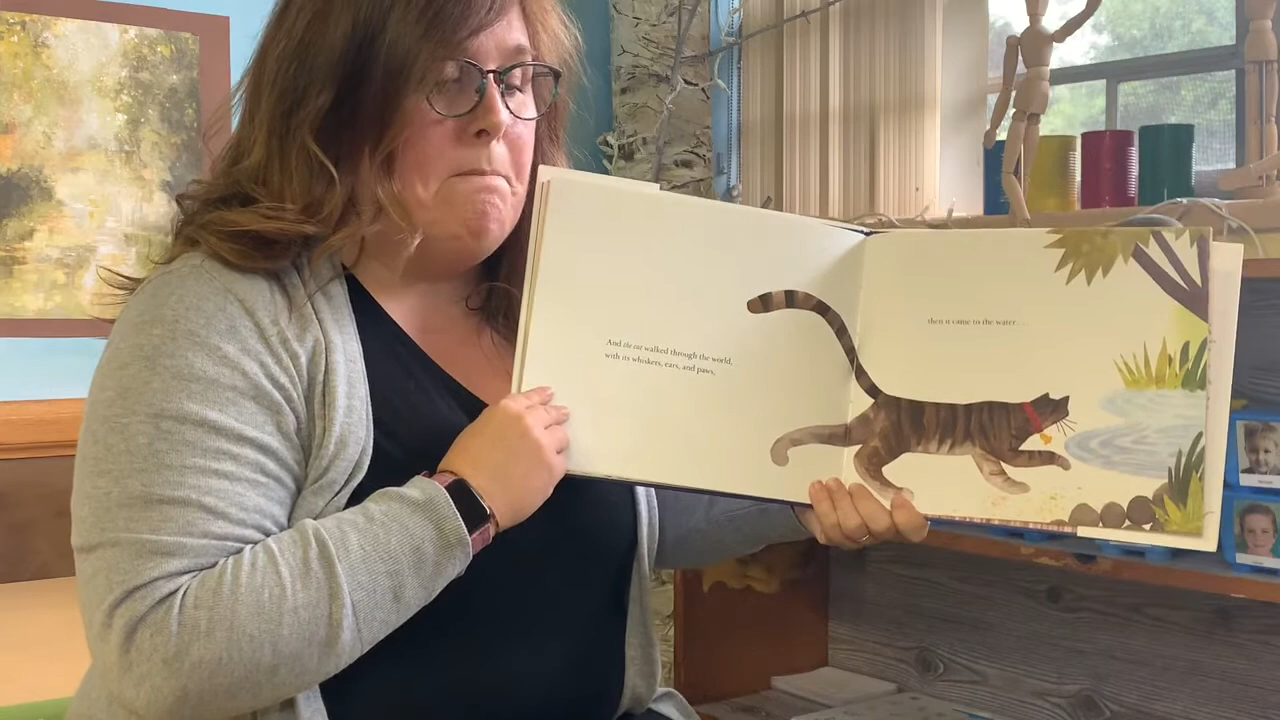 And the cat walked through the world,
with its whiskers, ears, and paws,
then it came to the water . . .